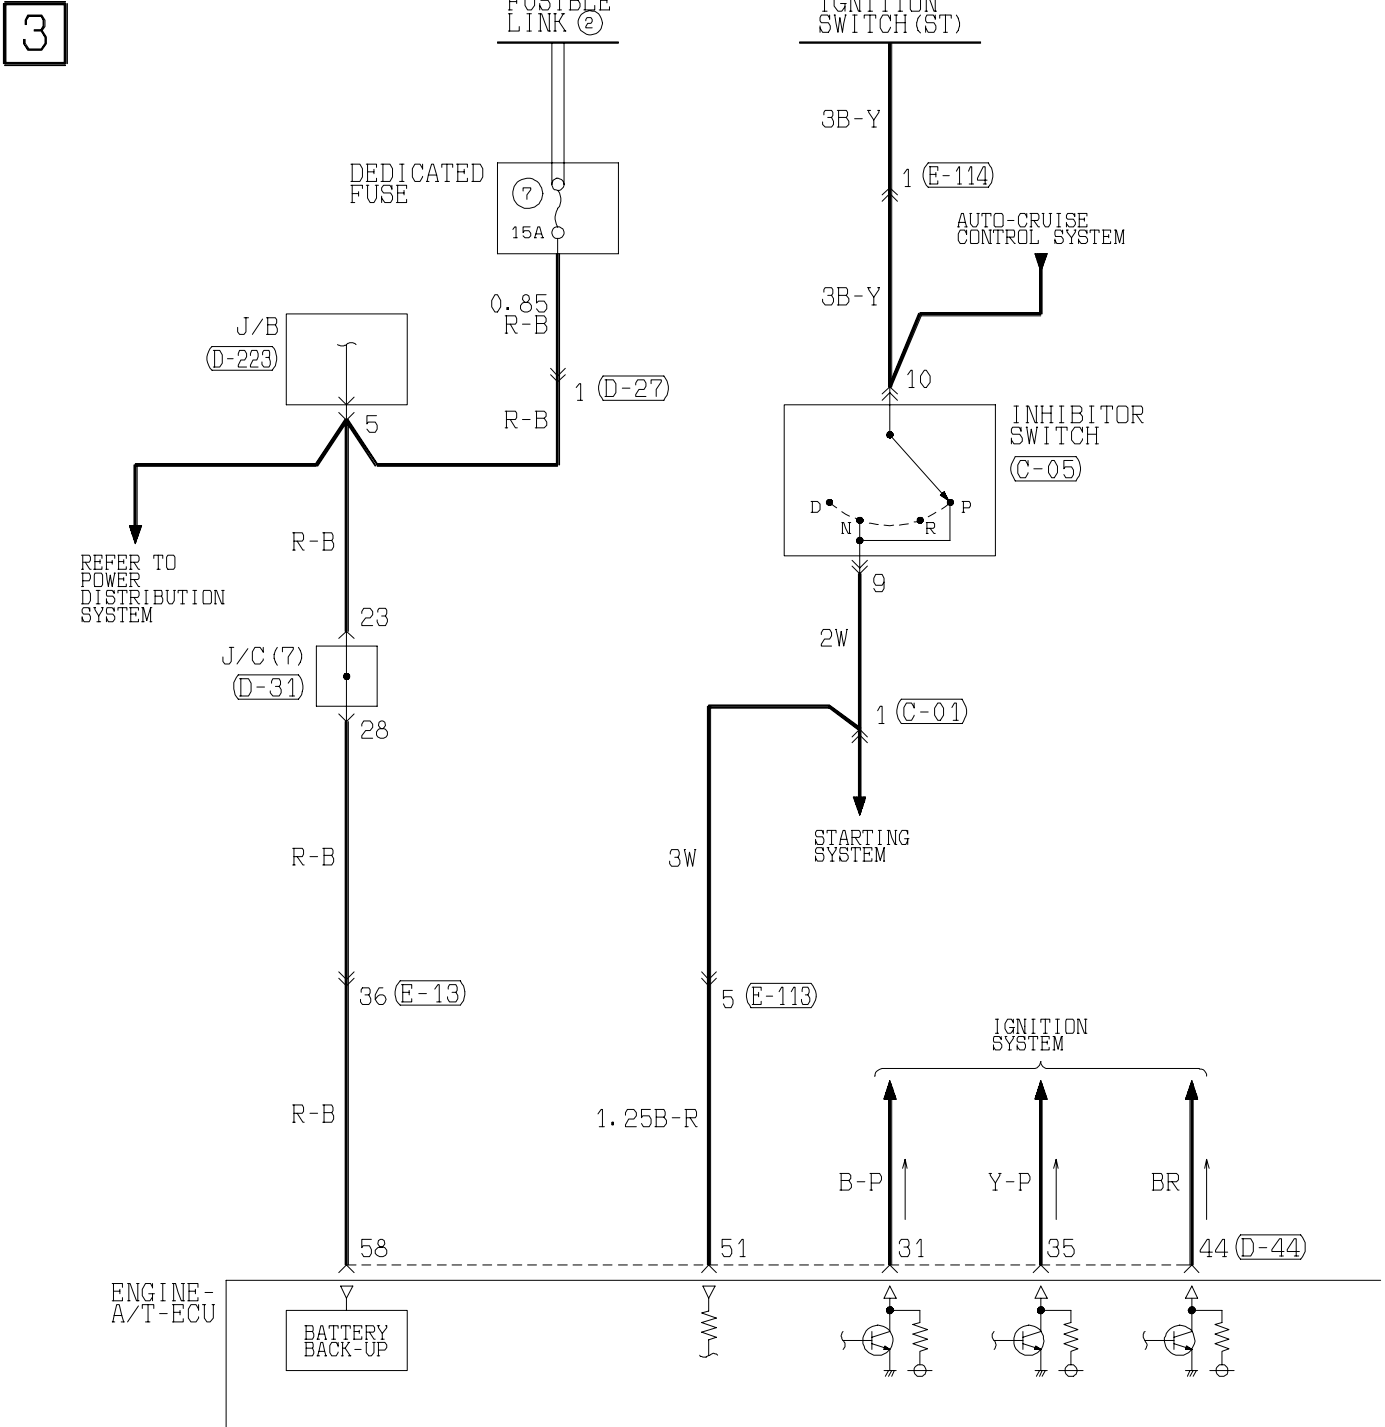 3
FUSIBLE
LINK ②
IGNITION
SWITCH (ST)
3B-Y
DEDICATED
FUSE
7
15A
1 (E-114)
AUTO-CRUISE
CONTROL SYSTEM
0.85
R-B
3B-Y
J/B
(D-223)
1 (D-27)
10
R-B
5
INHIBITOR
SWITCH
(C-05)
D
N
R
P
R-B
REFER TO
POWER
DISTRIBUTION
SYSTEM
9
23
2W
J/C (7)
(D-31)
28
1 (C-01)
STARTING
SYSTEM
R-B
3W
36 (E-13)
5 (E-113)
IGNITION
SYSTEM
R-B
1.25B-R
B-P
Y-P
BR
58
51
31
35
44 (D-44)
ENGINE-
A/T-ECU
BATTERY
BACK-UP